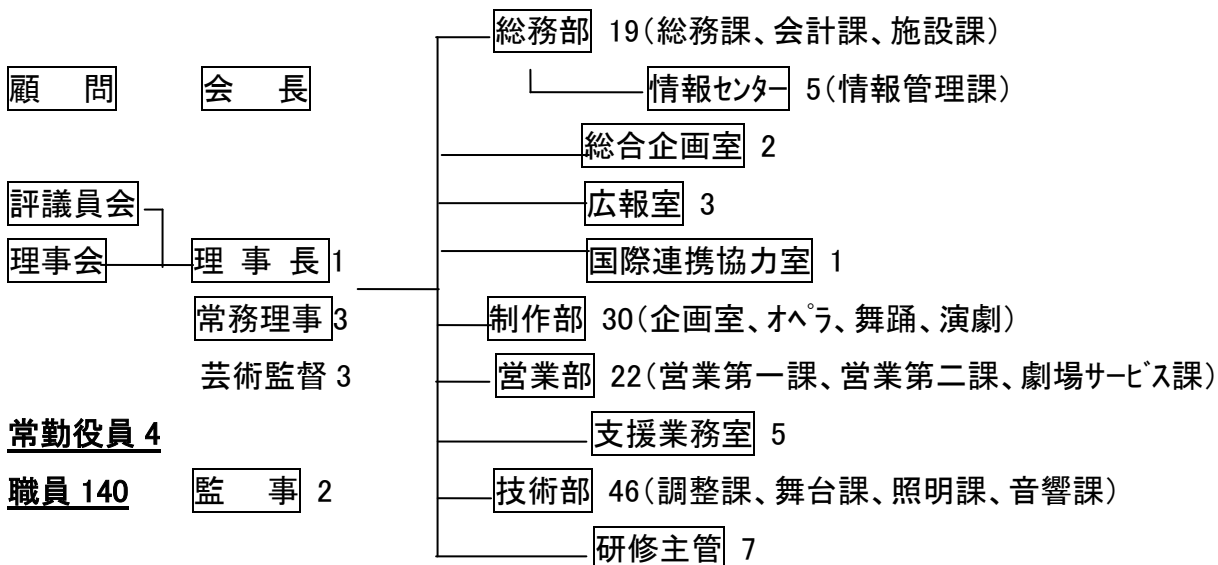 総務部 19(総務課、会計課、施設課)
顧 問 会 長 情報センター 5(情報管理課)
総合企画室 2
評議員会 広報室 3
理事会 理 事 長 1 国際連携協力室 1
常務理事 3 制作部 30(企画室、オペラ、舞踊、演劇)
芸術監督 3 営業部 22(営業第一課、営業第二課、劇場サービス課)
常勤役員 4 支援業務室 5
職員 140 監 事 2 技術部 46(調整課、舞台課、照明課、音響課)
研修主管 7